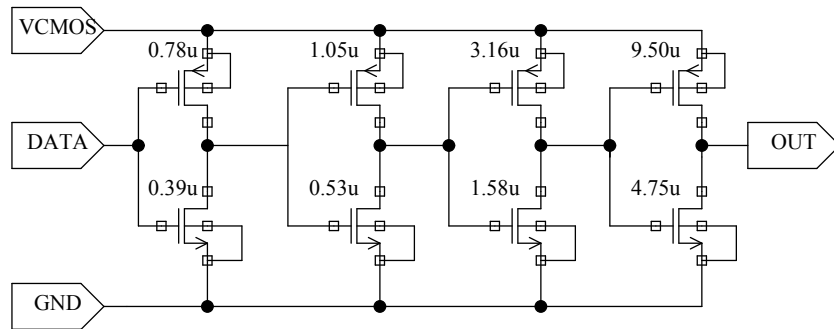 VCMOS
0.78u 1.05u 3.16u 9.50u
DATA OUT
0.39u 0.53u 1.58u 4.75u
GND